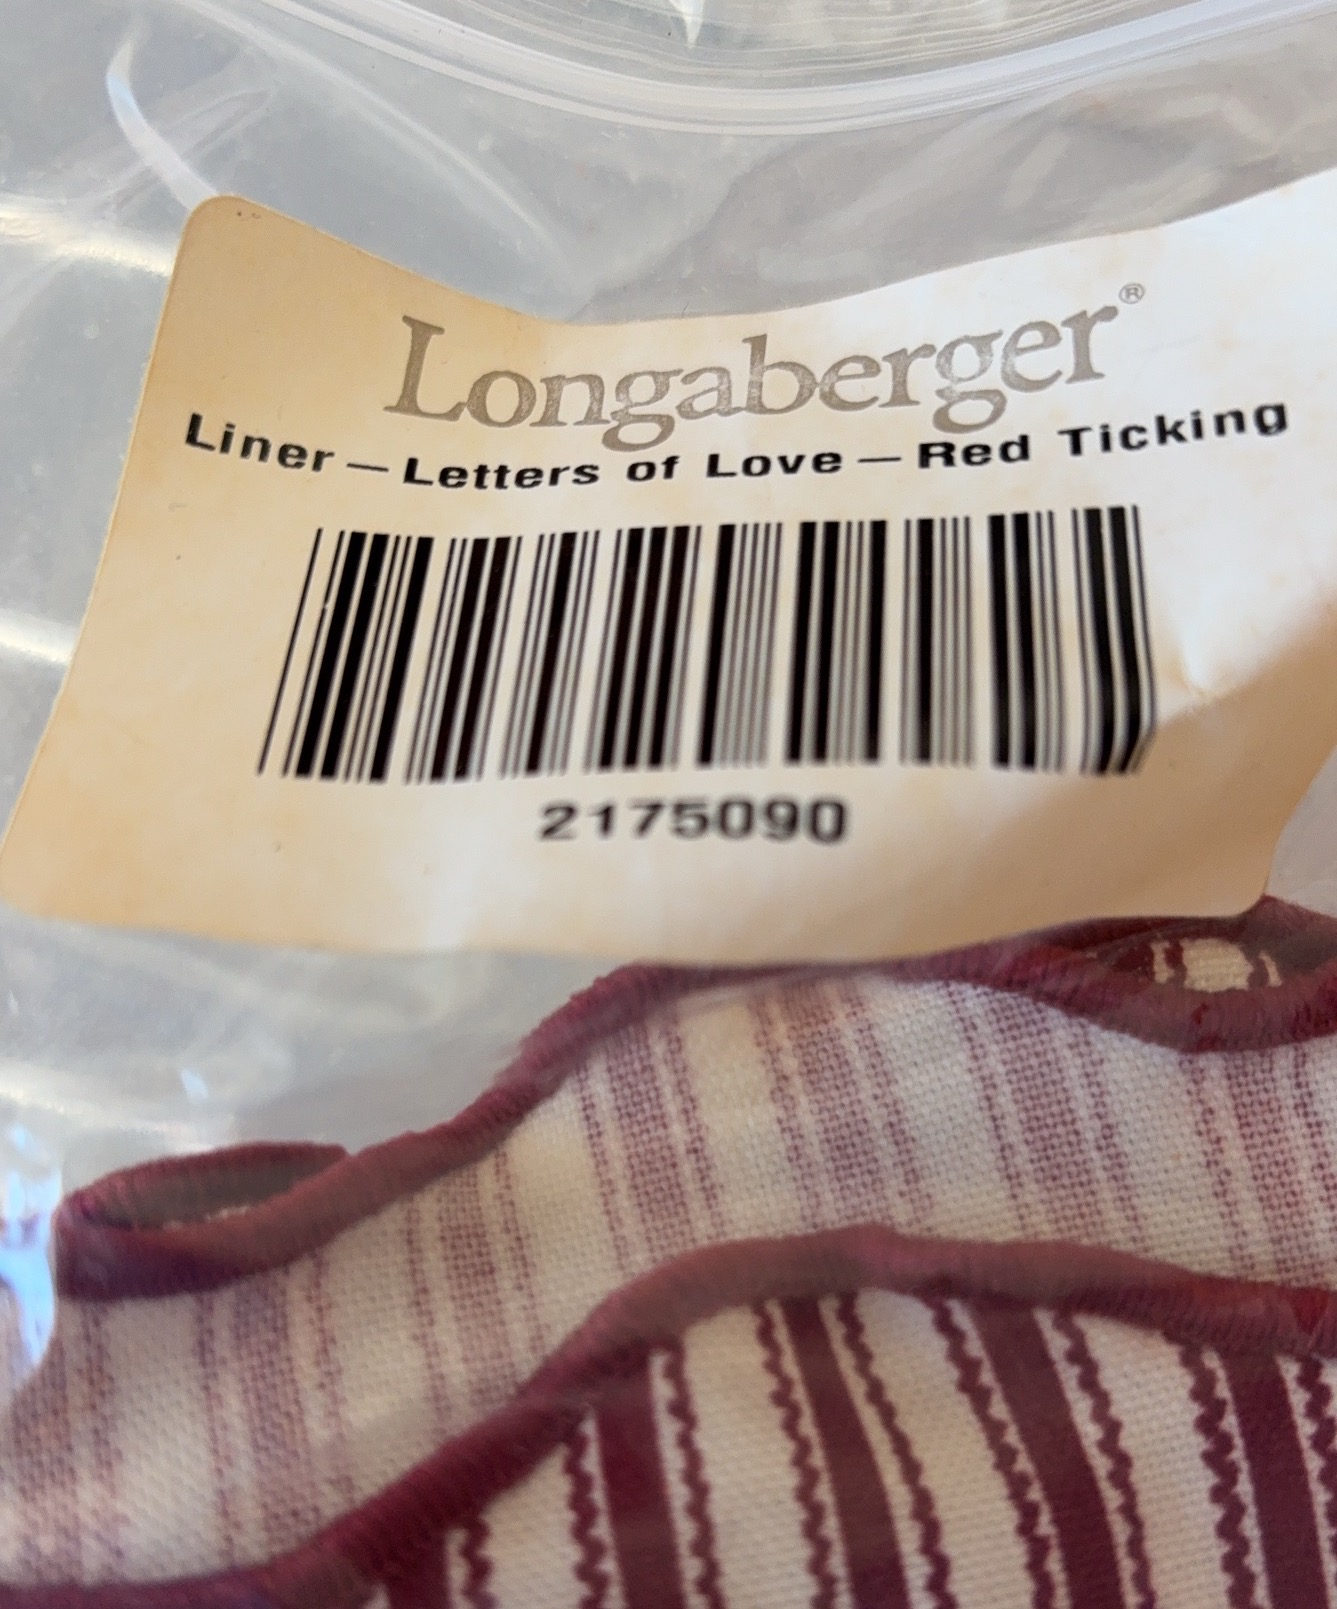 Longaberger®
Liner — Letters of Love — Red Ticking
2175090